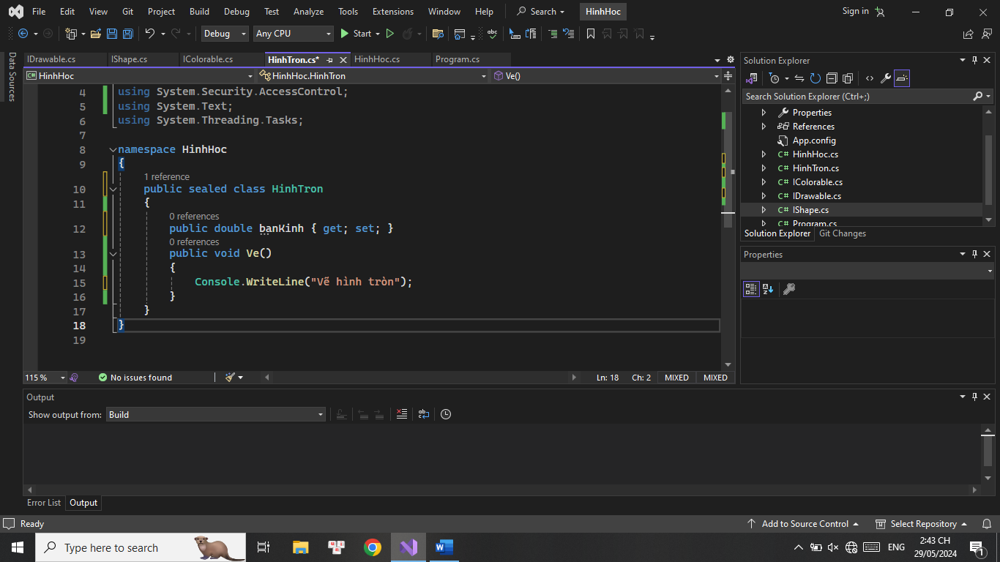 File Edit View Git Project Build Debug Test Analyze Tools Extensions Window Help Search HinhHoc Sign in
Debug Any CPU Start
Data Sources
IDrawable.cs IShape.cs IColorable.cs HinhTron.cs* HinhHoc.cs Program.cs
HinhHoc HinhHoc.HinhTron Ve()
4 using System.Security.AccessControl;
5 using System.Text;
6 using System.Threading.Tasks;
7
8 namespace HinhHoc
9 {
1 reference
10 public sealed class HinhTron
11 {
0 references
12 public double banKinh { get; set; }
0 references
13 public void Ve()
14 {
15 Console.WriteLine("Vẽ hình tròn");
16 }
17 }
18 }
19
115 % No issues found Ln: 18 Ch: 2 MIXED MIXED
Solution Explorer
Search Solution Explorer (Ctrl+;)
Properties
References
App.config
C# HinhHoc.cs
C# HinhTron.cs
C# IColorable.cs
C# IDrawable.cs
C# IShape.cs
C# Program.cs
Solution Explorer Git Changes
Properties
Output
Show output from: Build
Error List Output
Ready Add to Source Control Select Repository
Type here to search
ENG 2:43 CH
29/05/2024
1